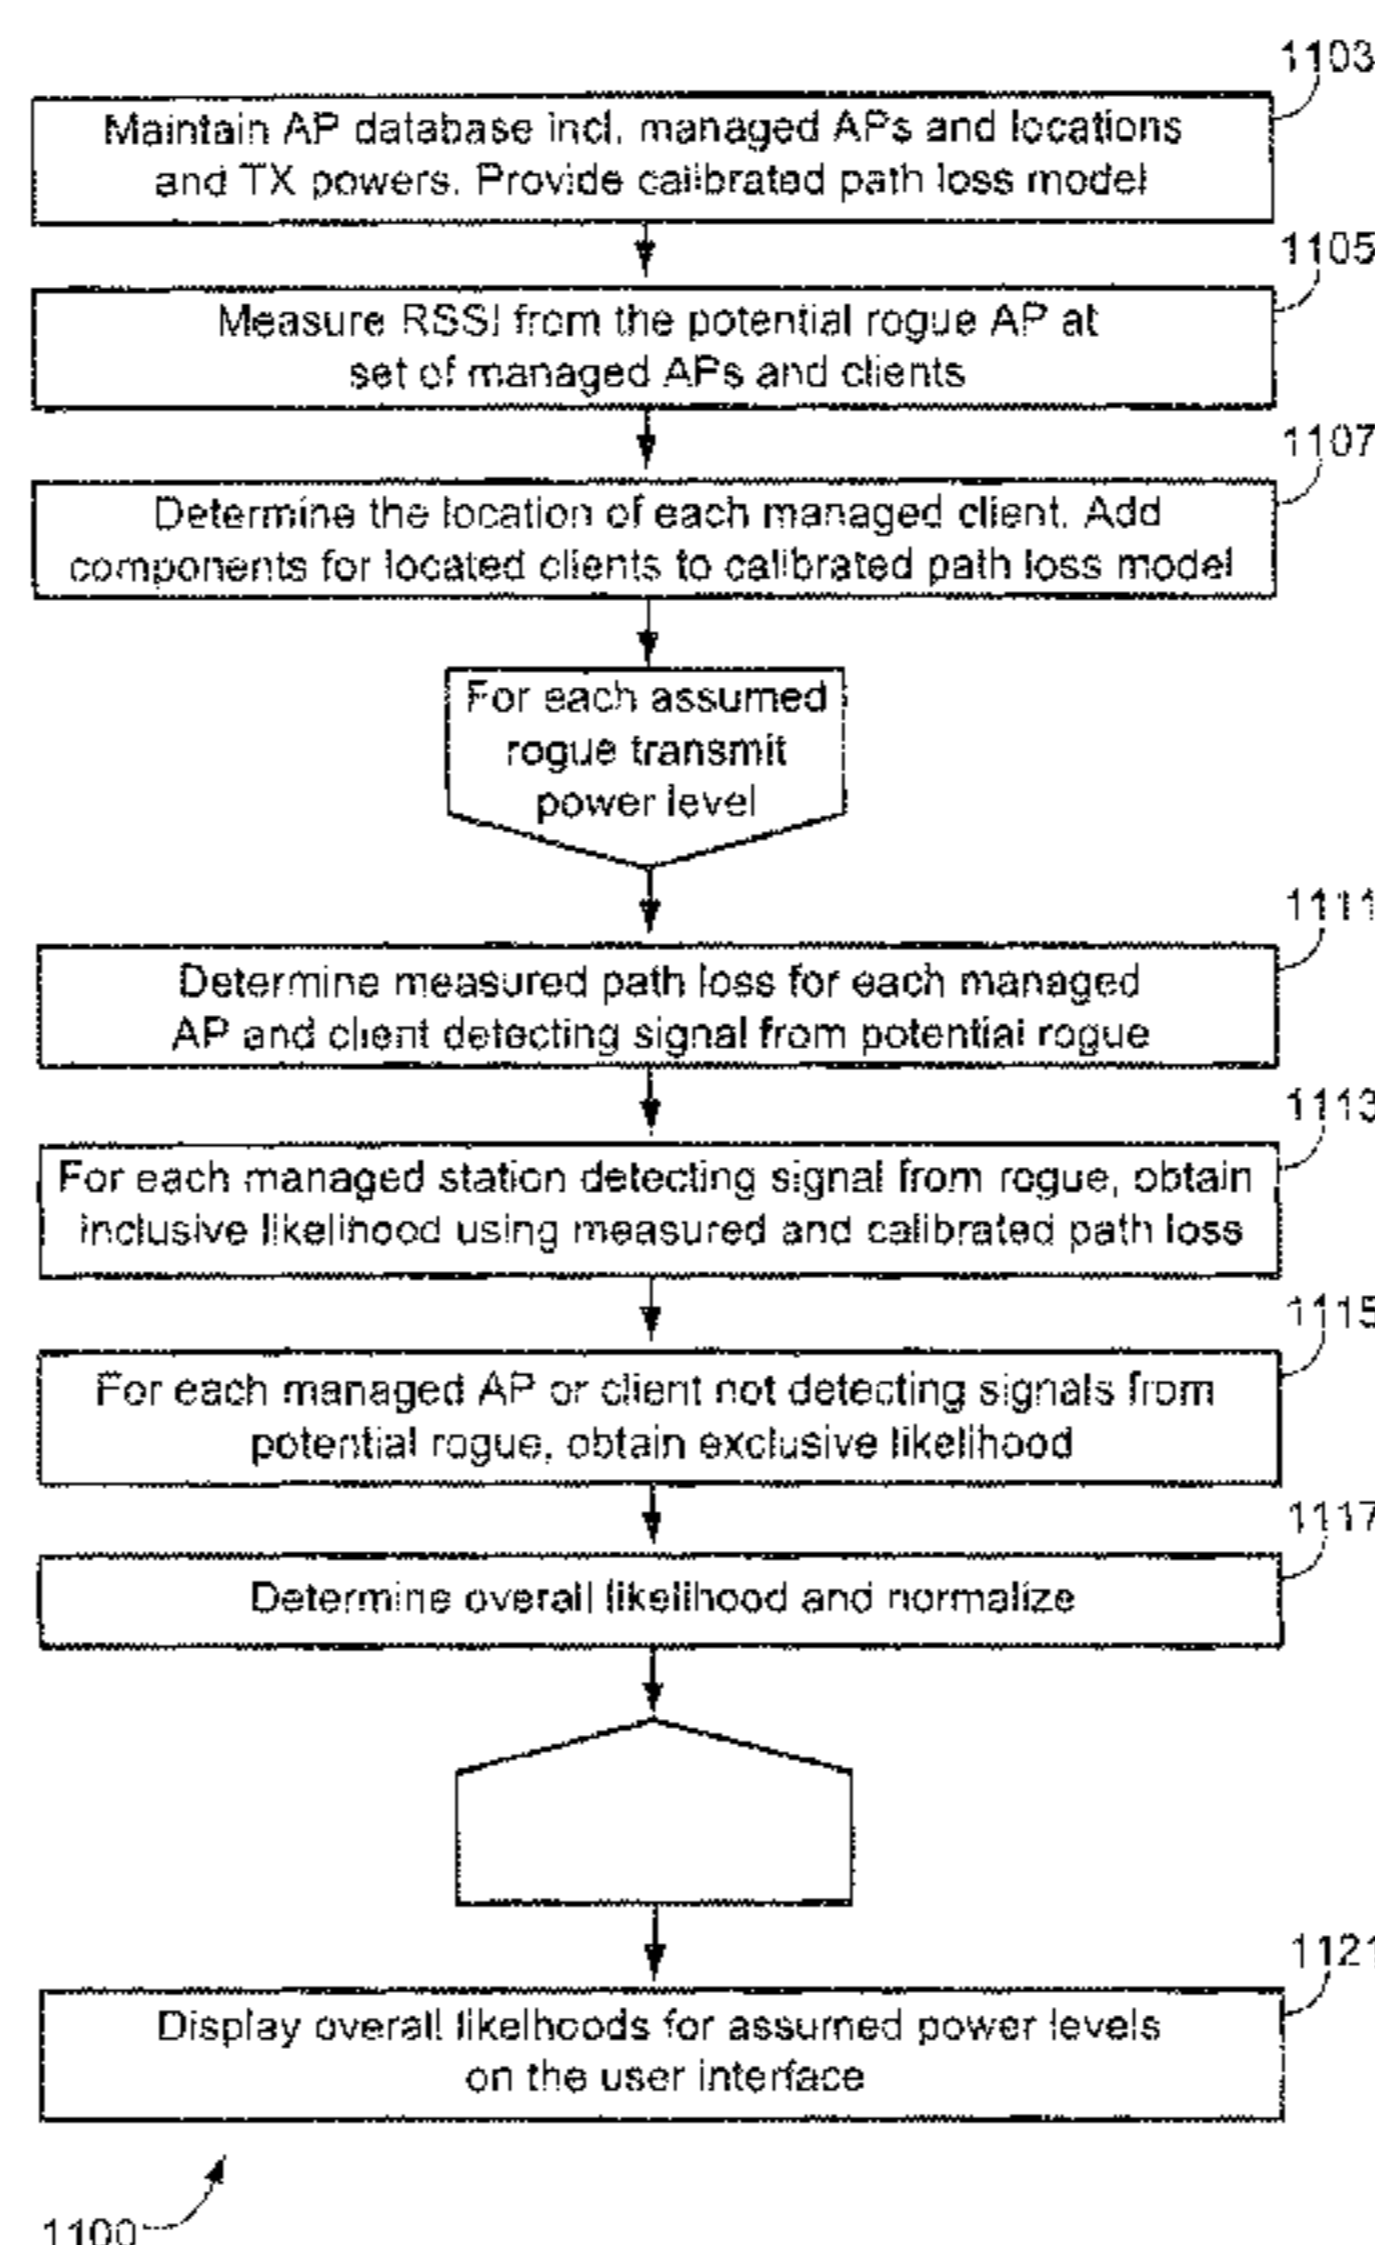 1103
Maintain AP database incl. managed APs and locations
and TX powers. Provide calibrated path loss model
1105
Measure RSSI from the potential rogue AP at
set of managed APs and clients
1107
Determine the location of each managed client. Add
components for located clients to calibrated path loss model
For each assumed
rogue transmit
power level
1111
Determine measured path loss for each managed
AP and client detecting signal from potential rogue
1113
For each managed station detecting signal from rogue, obtain
inclusive likelihood using measured and calibrated path loss
1115
For each managed AP or client not detecting signals from
potential rogue, obtain exclusive likelihood
1117
Determine overall likelihood and normalize
1121
Display overall likelhoods for assumed power levels
on the user interface
1100